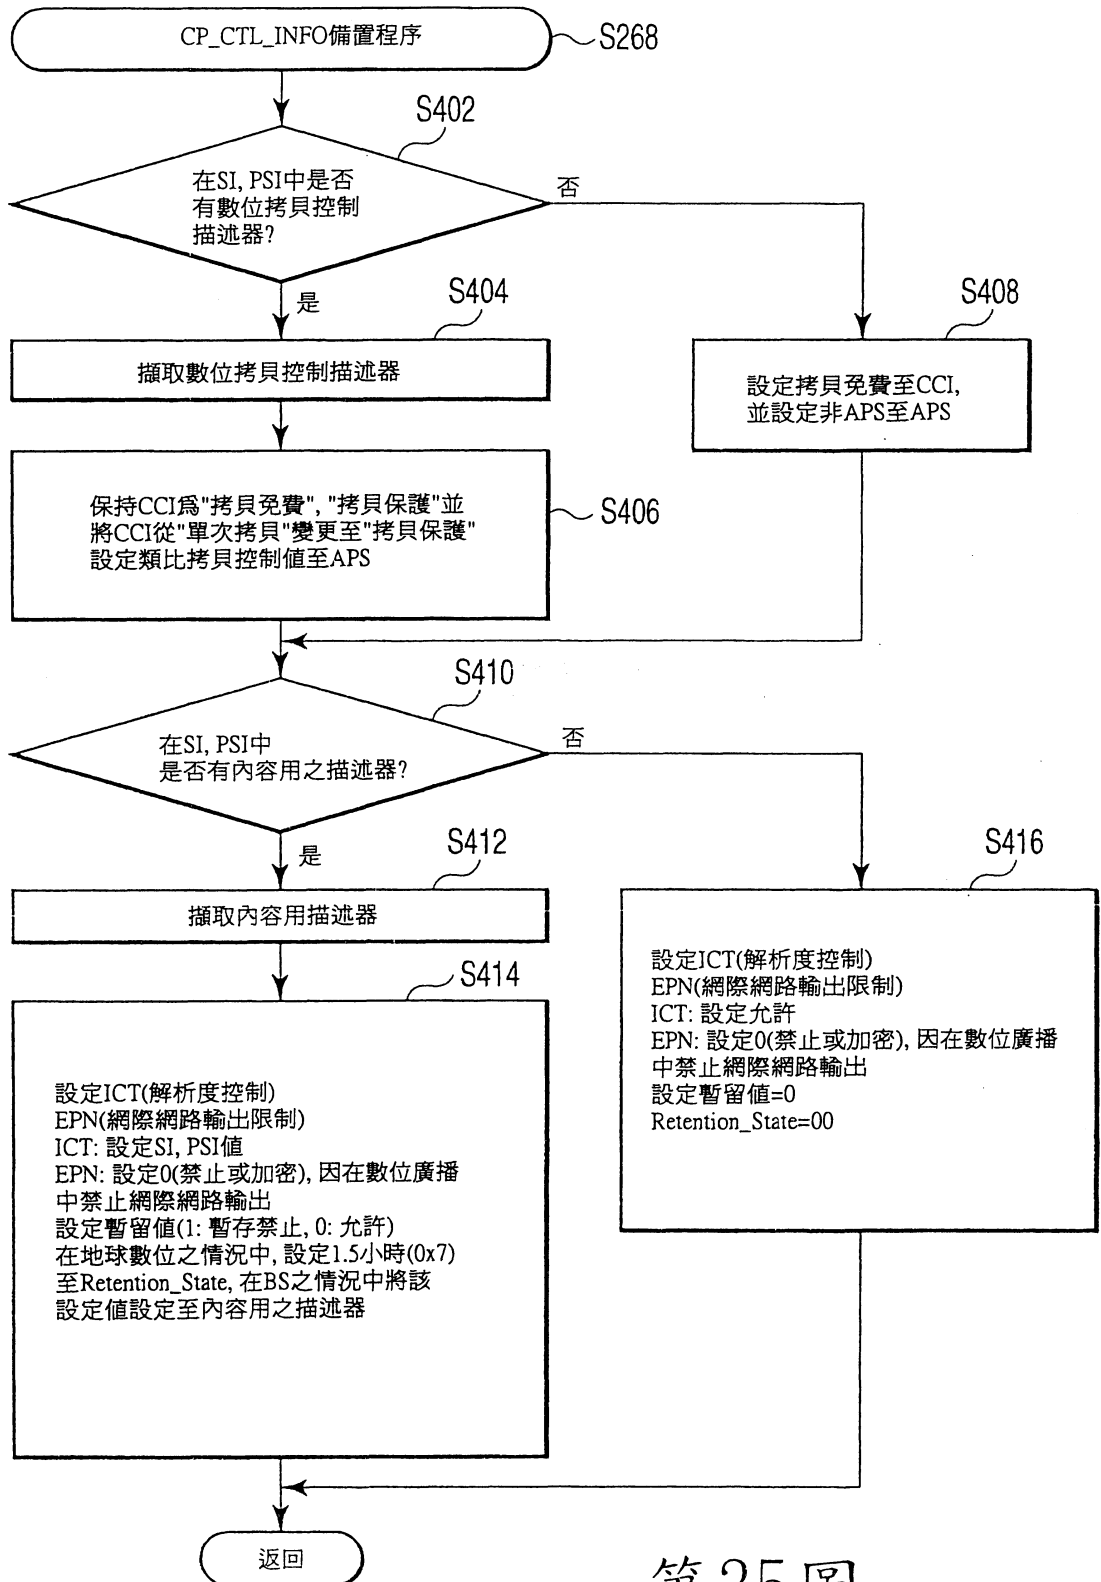 CP_CTL_INFO備置程序
S268
S402
在SI, PSI中是否
有數位拷貝控制
描述器?
否
是
S404
擷取數位拷貝控制描述器
S408
設定拷貝免費至CCI,
並設定非APS至APS
保持CCI為"拷貝免費", "拷貝保護"並
將CCI從"單次拷貝"變更至"拷貝保護"
設定類比拷貝控制值至APS
S406
S410
在SI, PSI中
是否有內容用之描述器?
否
是
S412
擷取內容用描述器
S416
設定ICT(解析度控制)
EPN(網際網路輸出限制)
ICT: 設定允許
EPN: 設定0(禁止或加密), 因在數位廣播
中禁止網際網路輸出
設定暫留值=0
Retention_State=00
S414
設定ICT(解析度控制)
EPN(網際網路輸出限制)
ICT: 設定SI, PSI值
EPN: 設定0(禁止或加密), 因在數位廣播
中禁止網際網路輸出
設定暫留值(1: 暫存禁止, 0: 允許)
在地球數位之情況中, 設定1.5小時(0x7)
至Retention_State, 在BS之情況中將該
設定值設定至內容用之描述器
返回
第25圖